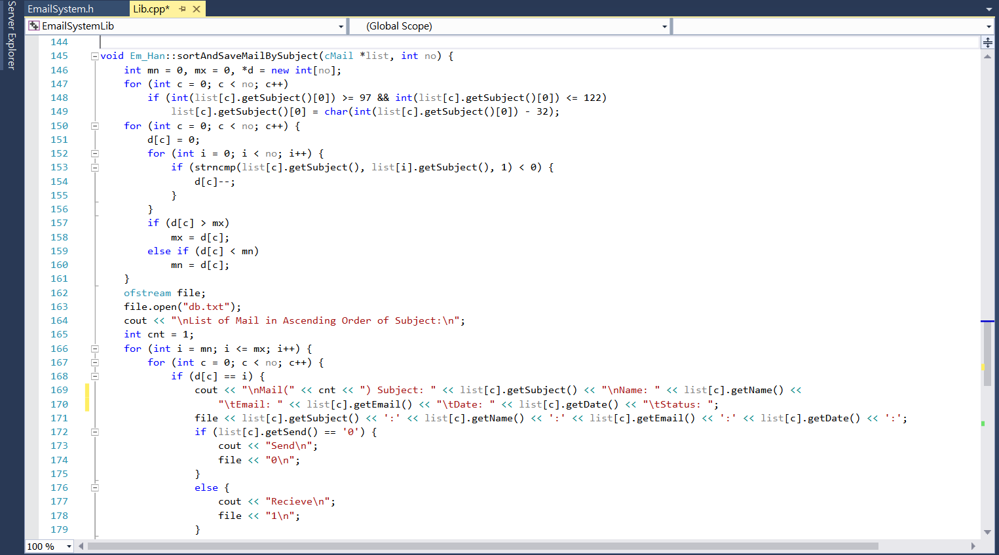 Server Explorer
EmailSystem.h
Lib.cpp*
EmailSystemLib
(Global Scope)
144
145 void Em_Han::sortAndSaveMailBySubject(cMail *list, int no) {
146 int mn = 0, mx = 0, *d = new int[no];
147 for (int c = 0; c < no; c++)
148 if (int(list[c].getSubject()[0]) >= 97 && int(list[c].getSubject()[0]) <= 122)
149 list[c].getSubject()[0] = char(int(list[c].getSubject()[0]) - 32);
150 for (int c = 0; c < no; c++) {
151 d[c] = 0;
152 for (int i = 0; i < no; i++) {
153 if (strncmp(list[c].getSubject(), list[i].getSubject(), 1) < 0) {
154 d[c]--;
155 }
156 }
157 if (d[c] > mx)
158 mx = d[c];
159 else if (d[c] < mn)
160 mn = d[c];
161 }
162 ofstream file;
163 file.open("db.txt");
164 cout << "\nList of Mail in Ascending Order of Subject:\n";
165 int cnt = 1;
166 for (int i = mn; i <= mx; i++) {
167 for (int c = 0; c < no; c++) {
168 if (d[c] == i) {
169 cout << "\nMail(" << cnt << ") Subject: " << list[c].getSubject() << "\nName: " << list[c].getName() <<
170 "\tEmail: " << list[c].getEmail() << "\tDate: " << list[c].getDate() << "\tStatus: ";
171 file << list[c].getSubject() << ':' << list[c].getName() << ':' << list[c].getEmail() << ':' << list[c].getDate() << ':';
172 if (list[c].getSend() == '0') {
173 cout << "Send\n";
174 file << "0\n";
175 }
176 else {
177 cout << "Recieve\n";
178 file << "1\n";
179 }
100 %